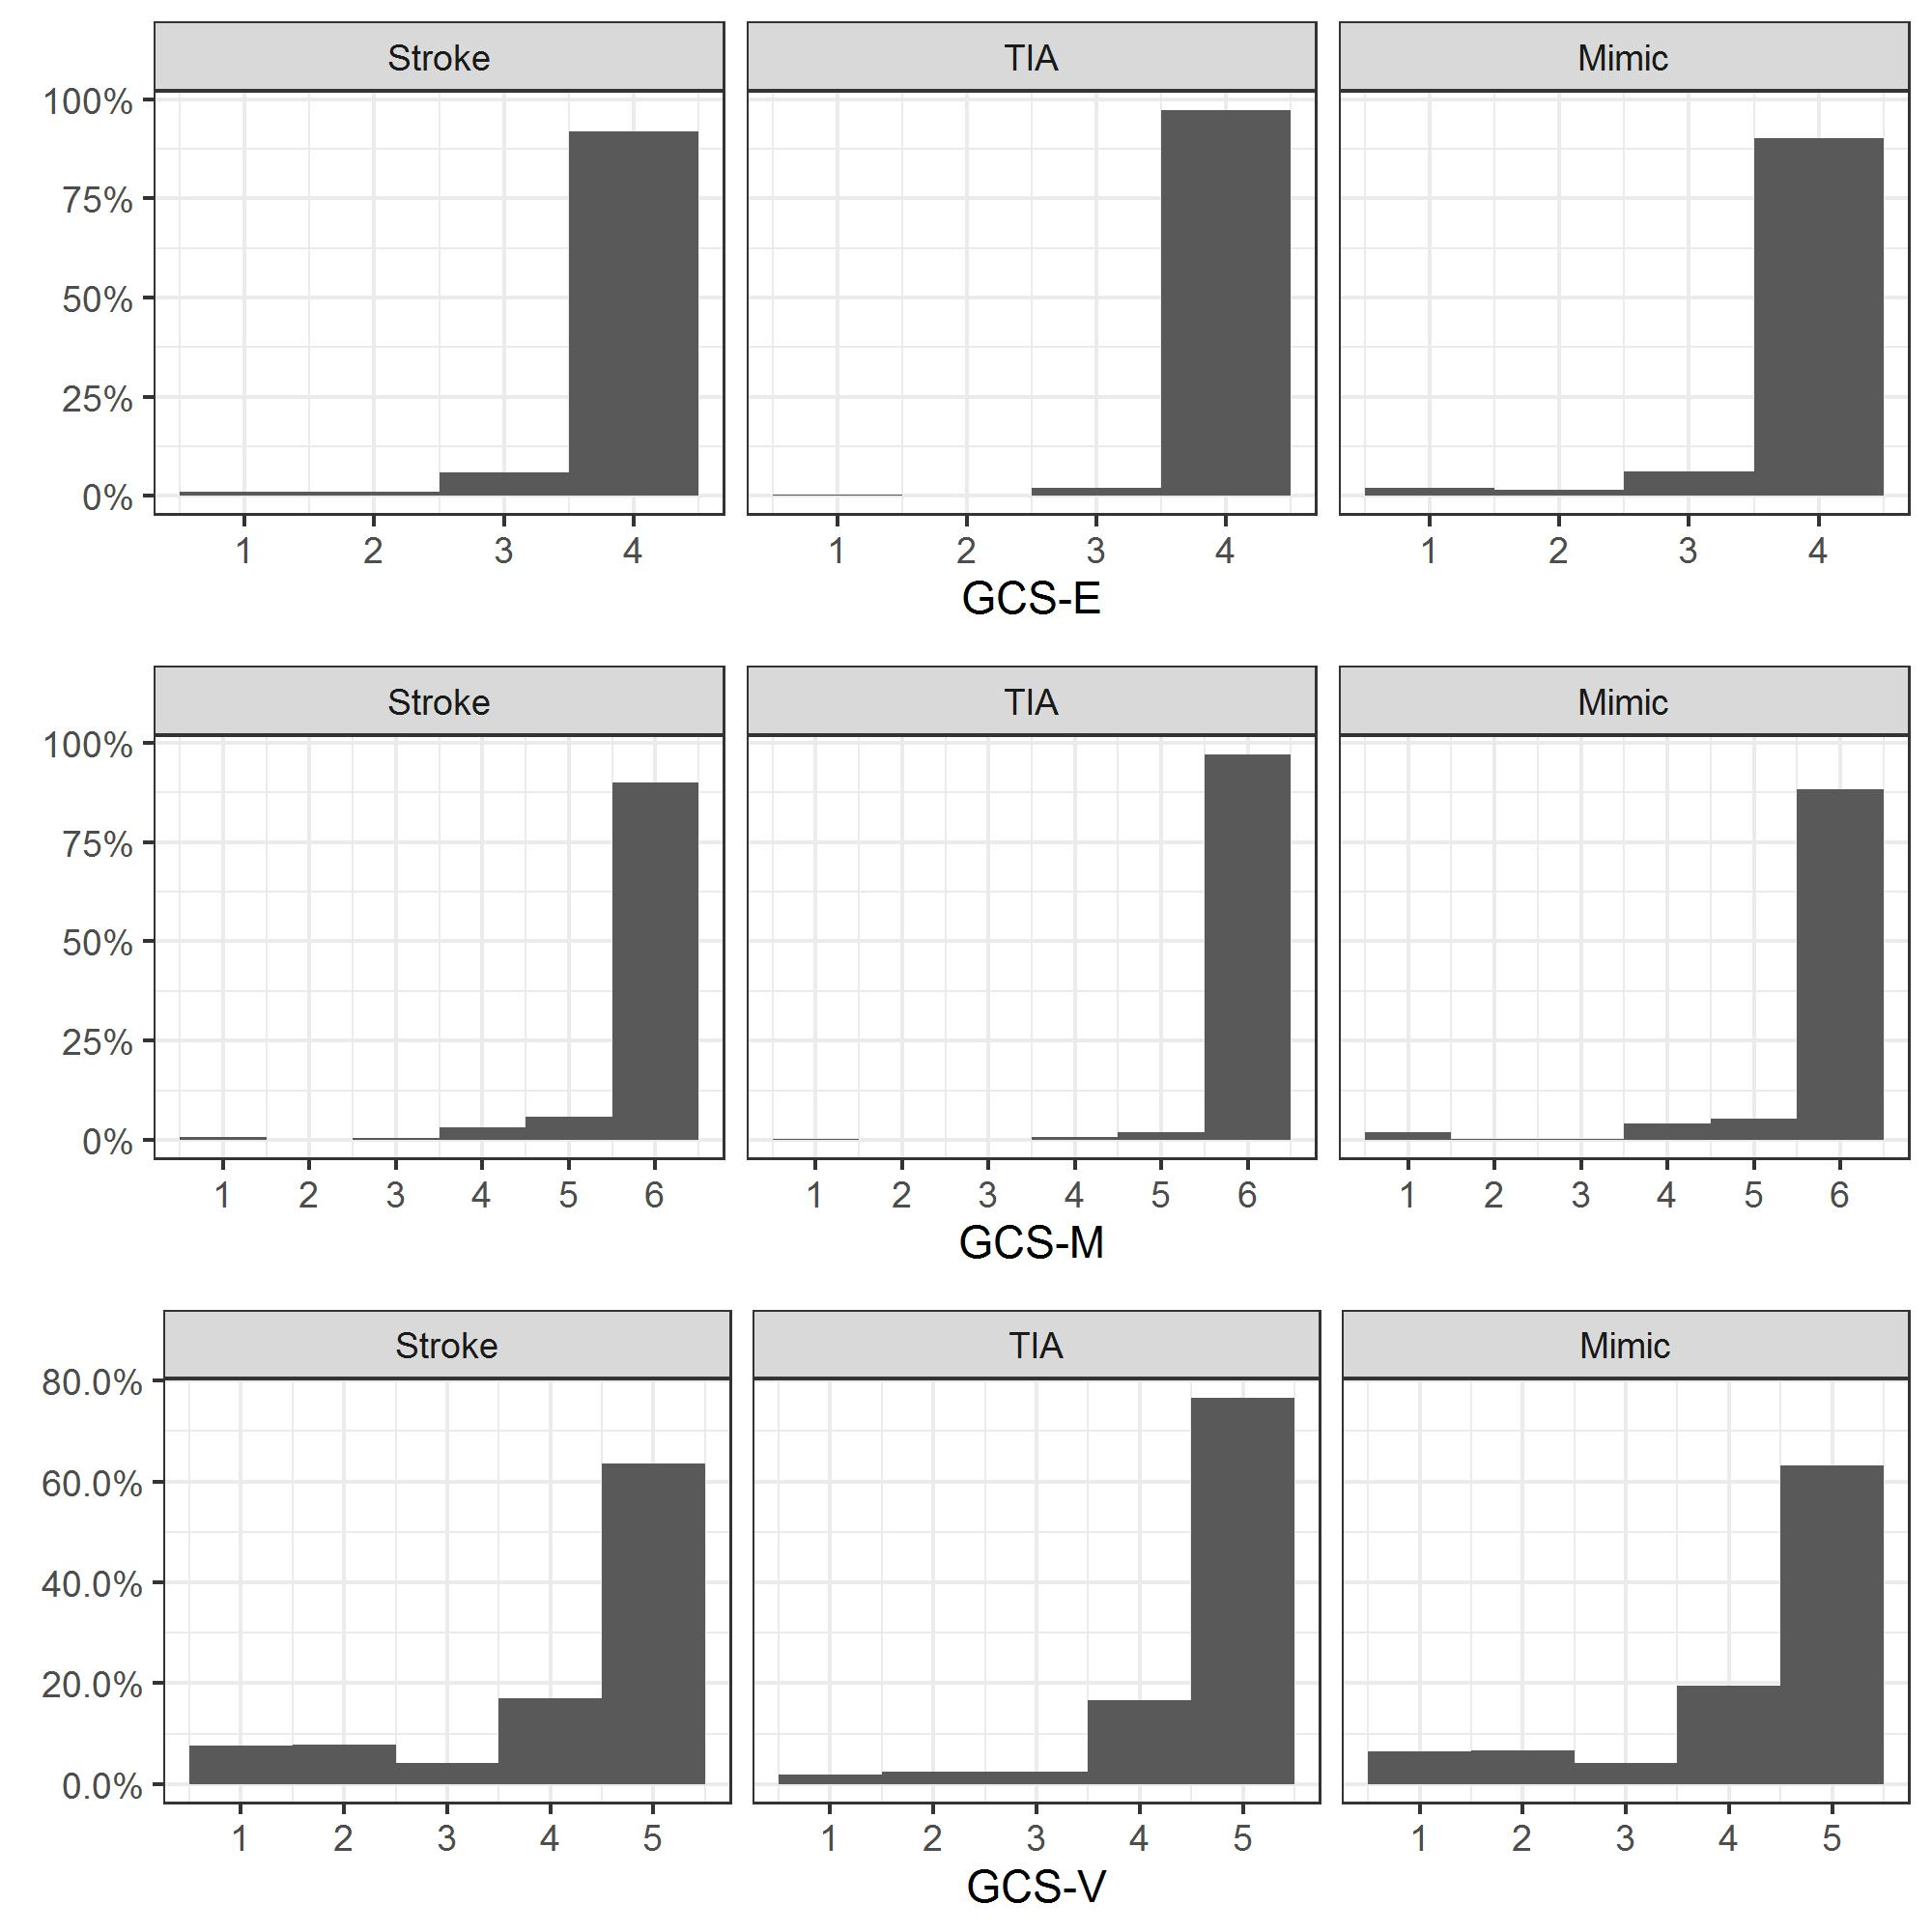 Stroke TIA Mimic
100%
75%
50%
25%
0%
1 2 3 4 1 2 3 4 1 2 3 4
GCS-E
Stroke TIA Mimic
100%
75%
50%
25%
0%
1 2 3 4 5 6 1 2 3 4 5 6 1 2 3 4 5 6
GCS-M
Stroke TIA Mimic
80.0%
60.0%
40.0%
20.0%
0.0%
1 2 3 4 5 1 2 3 4 5 1 2 3 4 5
GCS-V